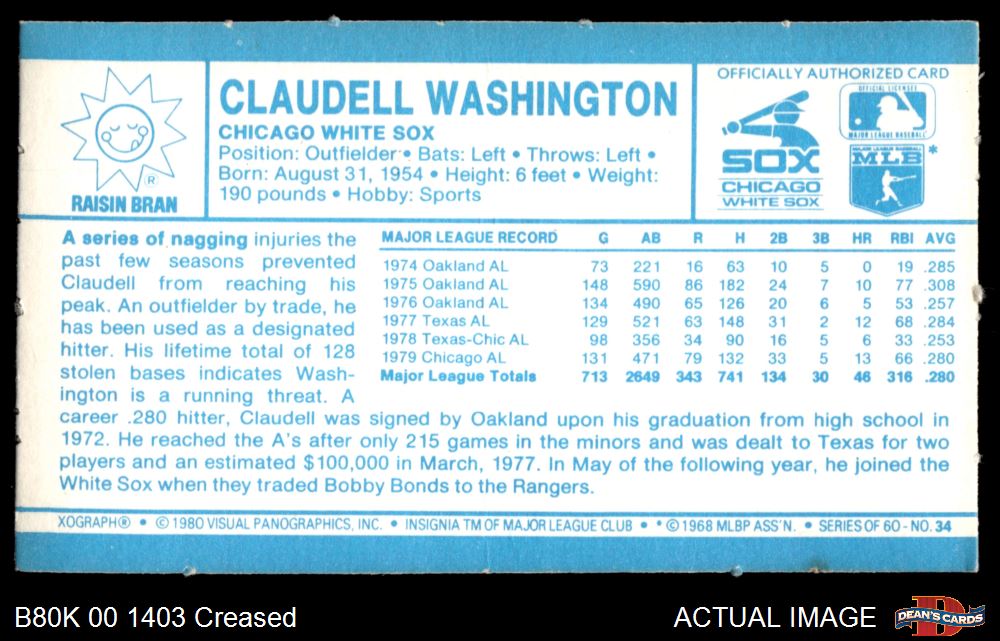 CLAUDELL WASHINGTON
CHICAGO WHITE SOX
Position: Outfielder • Bats: Left • Throws: Left •
Born: August 31, 1954 • Height: 6 feet • Weight:
190 pounds • Hobby: Sports
®
RAISIN BRAN
OFFICIALLY AUTHORIZED CARD
SOX
CHICAGO
WHITE SOX
OFFICIAL LICENSEE
MAJOR LEAGUE BASEBALL
MAJOR LEAGUE BASEBALL
MLB *
A series of nagging injuries the
past few seasons prevented
Claudell from reaching his
peak. An outfielder by trade, he
has been used as a designated
hitter. His lifetime total of 128
stolen bases indicates Wash-
ington is a running threat. A
career .280 hitter, Claudell was signed by Oakland upon his graduation from high school in
1972. He reached the A's after only 215 games in the minors and was dealt to Texas for two
players and an estimated $100,000 in March, 1977. In May of the following year, he joined the
White Sox when they traded Bobby Bonds to the Rangers.
MAJOR LEAGUE RECORD G AB R H 2B 3B HR RBI AVG
1974 Oakland AL 73 221 16 63 10 5 0 19 .285
1975 Oakland AL 148 590 86 182 24 7 10 77 .308
1976 Oakland AL 134 490 65 126 20 6 5 53 .257
1977 Texas AL 129 521 63 148 31 2 12 68 .284
1978 Texas-Chic AL 98 356 34 90 16 5 6 33 .253
1979 Chicago AL 131 471 79 132 33 5 13 66 .280
Major League Totals 713 2649 343 741 134 30 46 316 .280
XOGRAPH® • © 1980 VISUAL PANOGRAPHICS, INC. • INSIGNIA TM OF MAJOR LEAGUE CLUB • * © 1968 MLBP ASS'N. • SERIES OF 60 - NO. 34
B80K 00 1403 Creased
ACTUAL IMAGE
DEAN'S CARDS